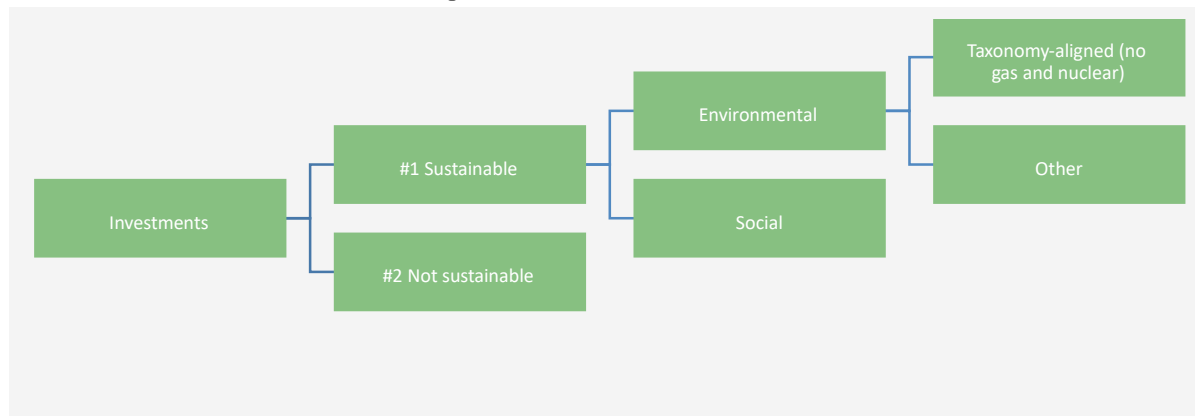 Taxonomy-aligned (no
gas and nuclear)
Environmental
#1 Sustainable
Other
Investments
Social
#2 Not sustainable